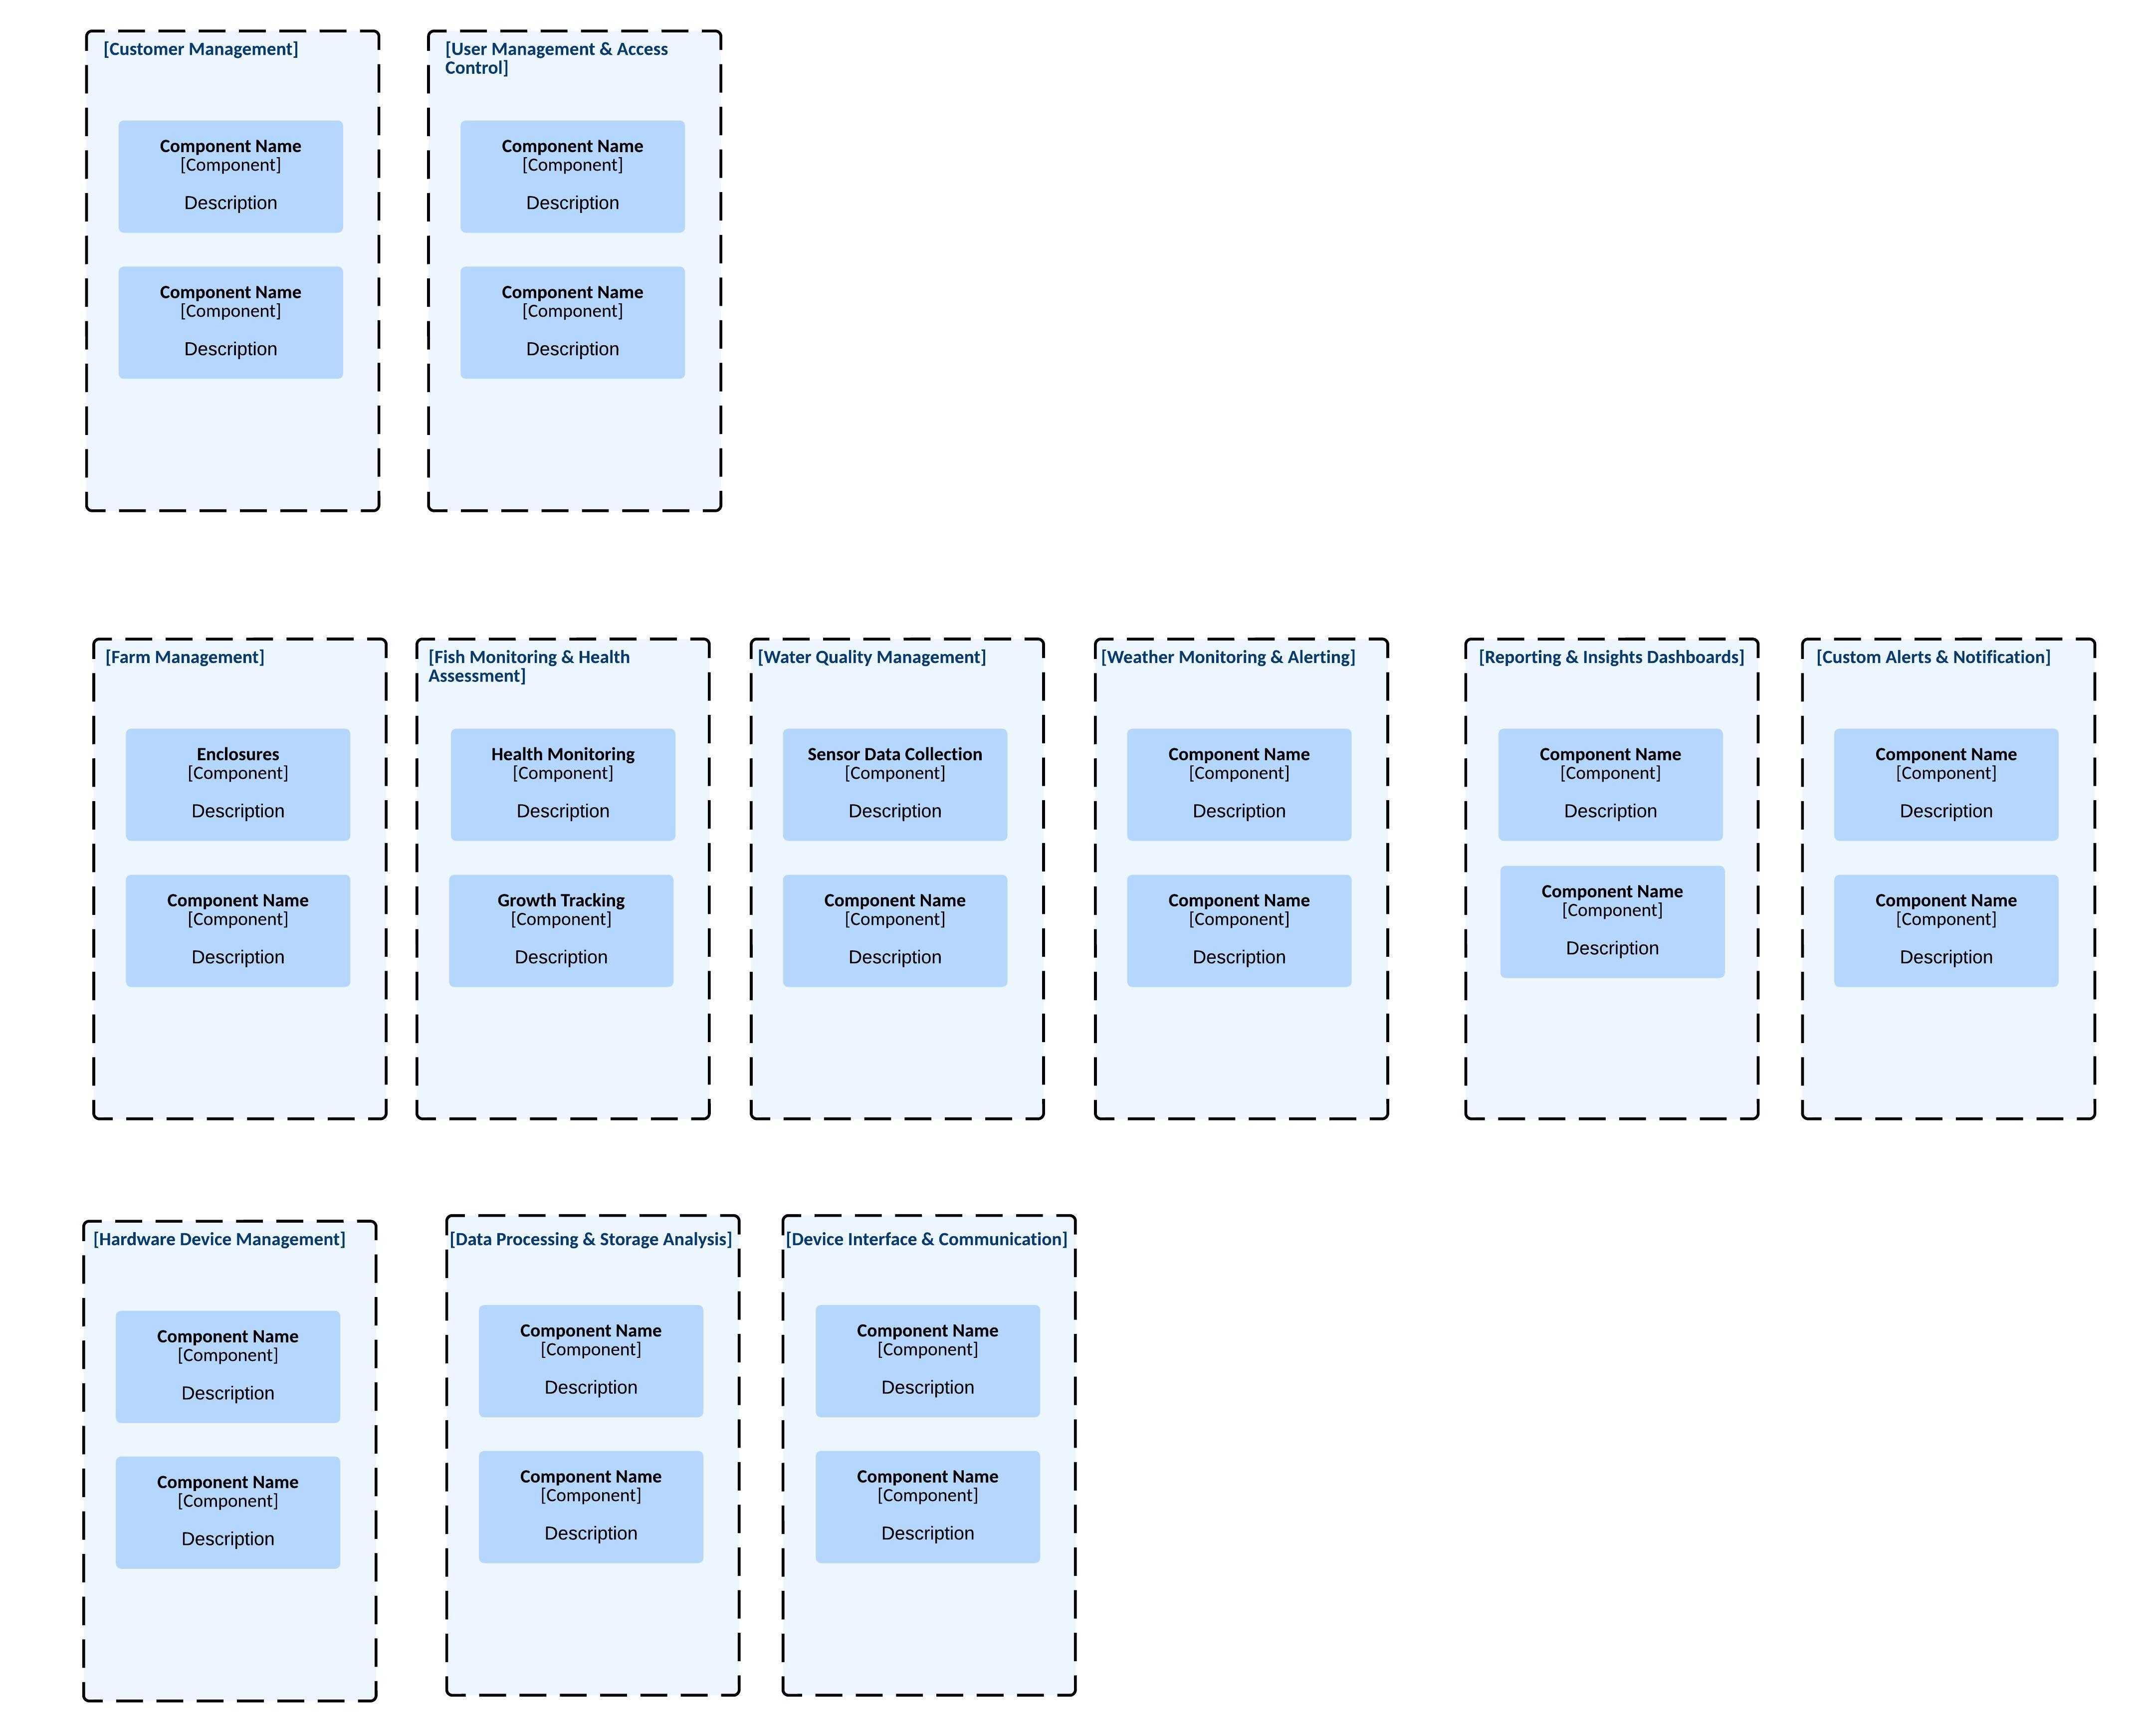 [Customer Management]
Component Name
[Component]
Description
Component Name
[Component]
Description
[User Management & Access
Control]
Component Name
[Component]
Description
Component Name
[Component]
Description
[Farm Management]
Enclosures
[Component]
Description
Component Name
[Component]
Description
[Fish Monitoring & Health
Assessment]
Health Monitoring
[Component]
Description
Growth Tracking
[Component]
Description
[Water Quality Management]
Sensor Data Collection
[Component]
Description
Component Name
[Component]
Description
[Weather Monitoring & Alerting]
Component Name
[Component]
Description
Component Name
[Component]
Description
[Reporting & Insights Dashboards]
Component Name
[Component]
Description
Component Name
[Component]
Description
[Custom Alerts & Notification]
Component Name
[Component]
Description
Component Name
[Component]
Description
[Hardware Device Management]
Component Name
[Component]
Description
Component Name
[Component]
Description
[Data Processing & Storage Analysis]
Component Name
[Component]
Description
Component Name
[Component]
Description
[Device Interface & Communication]
Component Name
[Component]
Description
Component Name
[Component]
Description